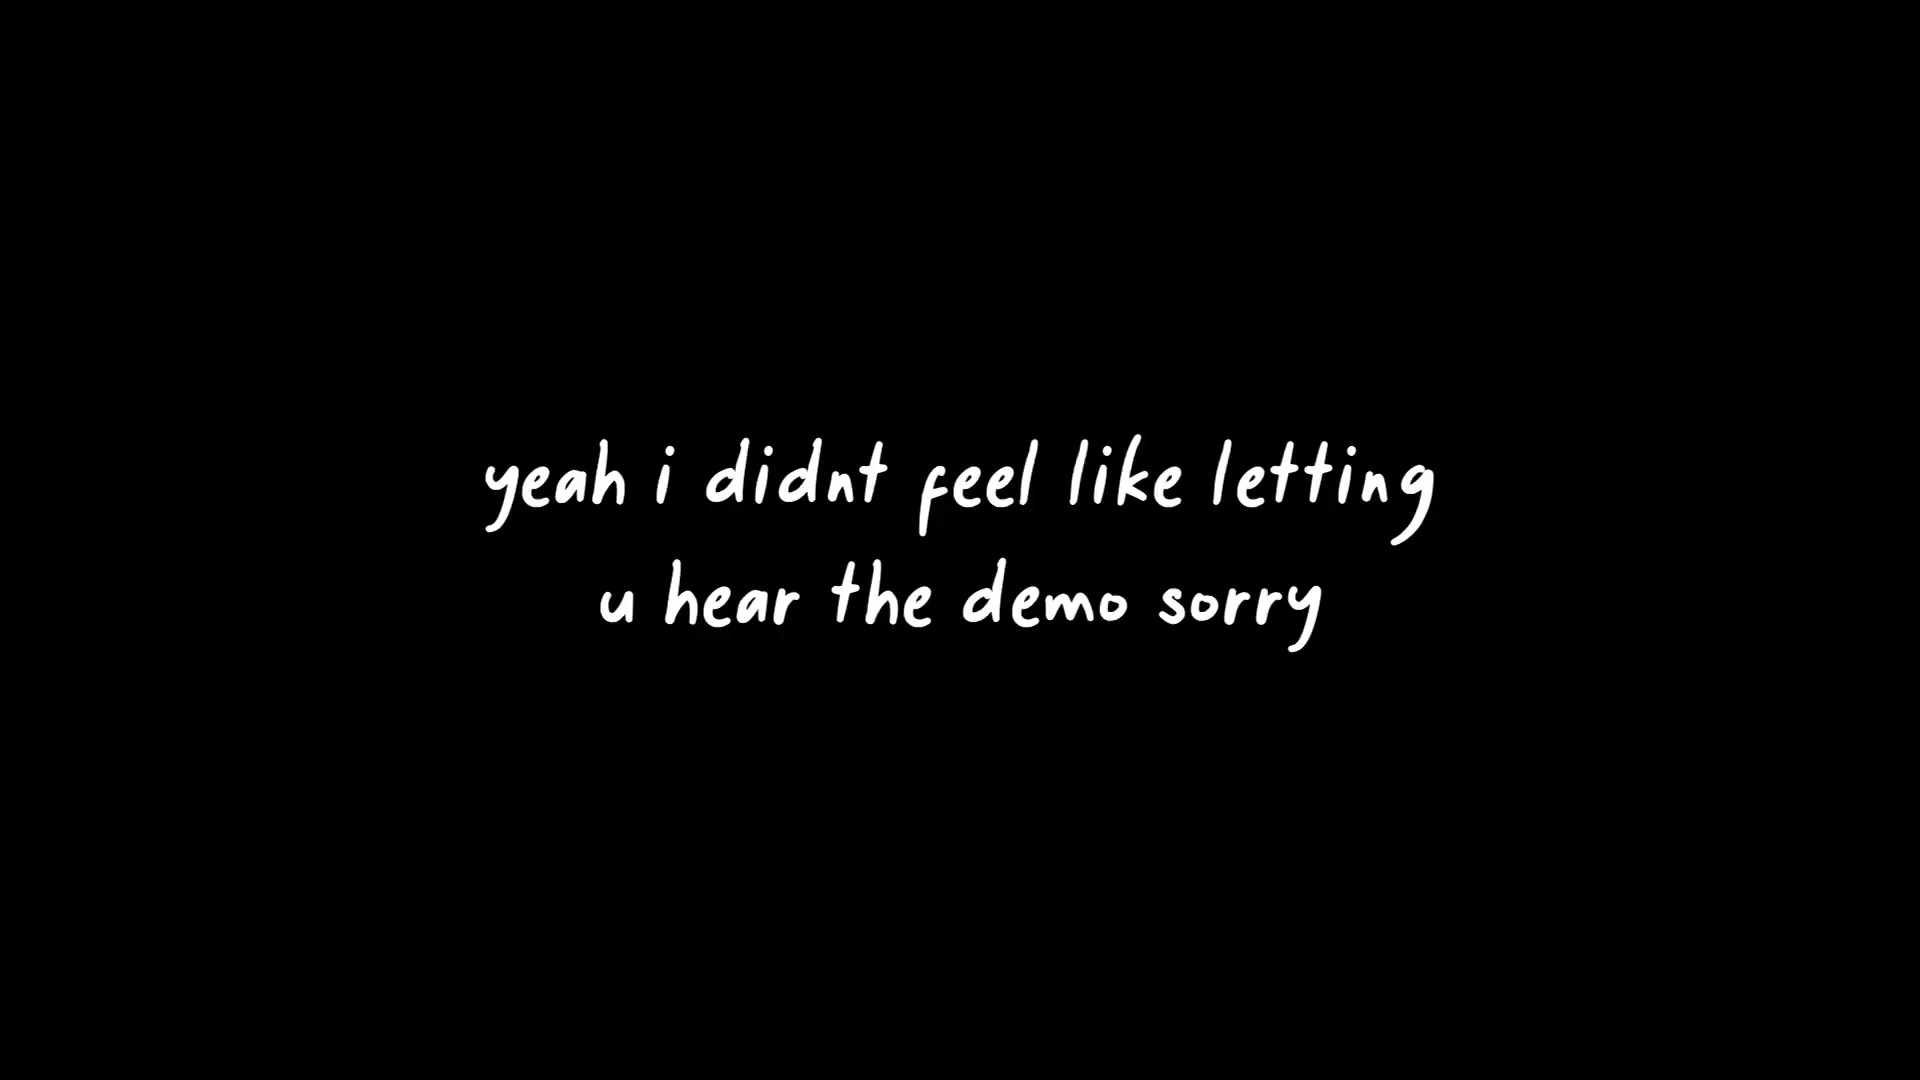 yeah i didnt feel like letting
u hear the demo sorry